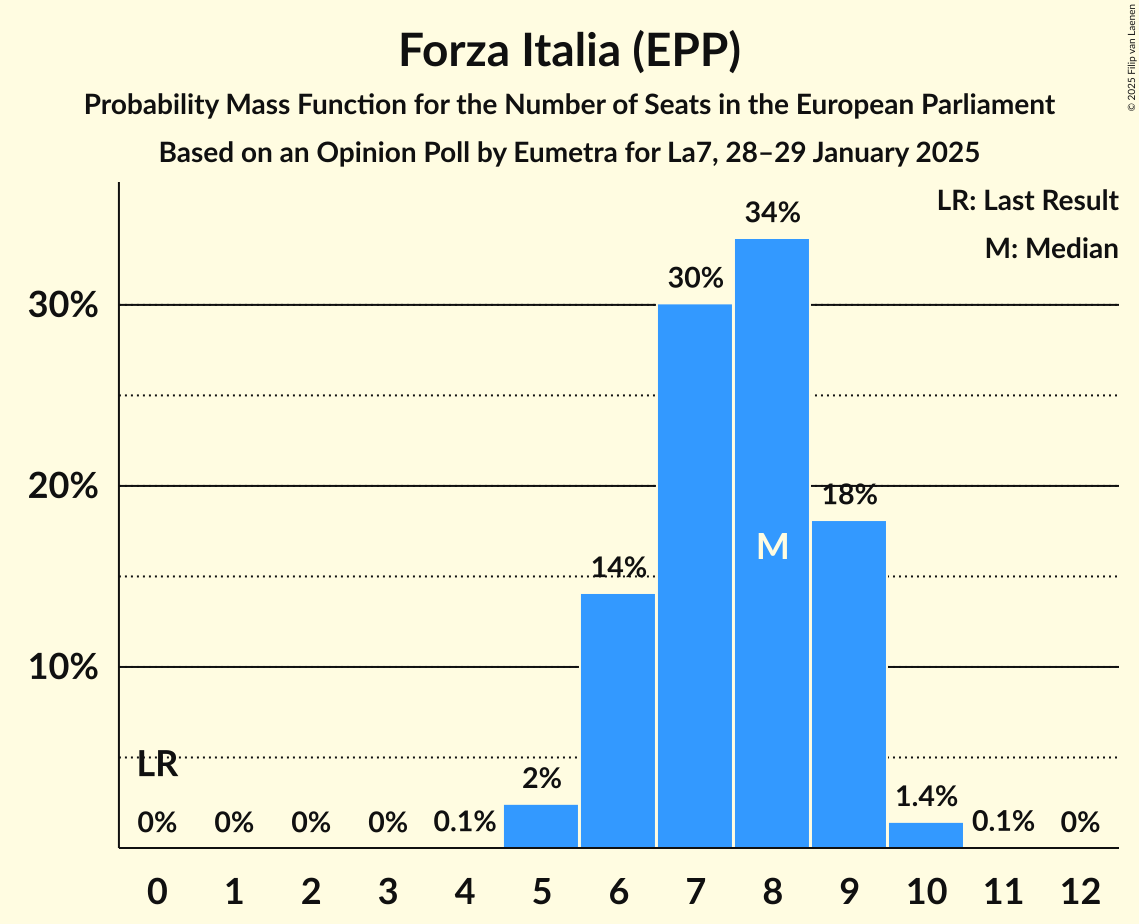 Forza Italia (EPP)
Probability Mass Function for the Number of Seats in the European Parliament
Based on an Opinion Poll by Eumetra for La7, 28–29 January 2025
© 2025 Filip van Laenen
LR: Last Result
M: Median
30%
20%
10%
LR
M
0% 0% 0% 0% 0.1% 2% 14% 30% 34% 18% 1.4% 0.1% 0%
0 1 2 3 4 5 6 7 8 9 10 11 12